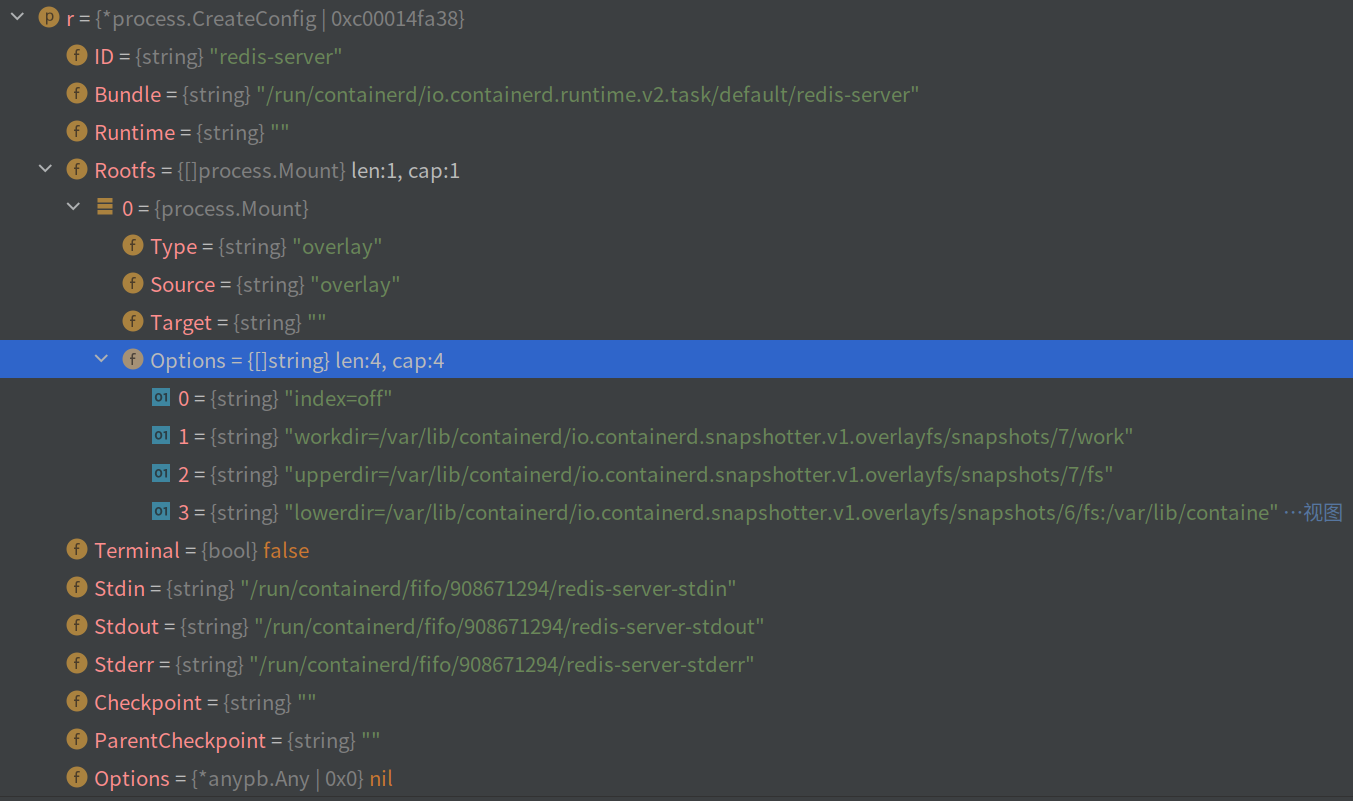 r = {*process.CreateConfig | 0xc00014fa38}
ID = {string} "redis-server"
Bundle = {string} "/run/containerd/io.containerd.runtime.v2.task/default/redis-server"
Runtime = {string} ""
Rootfs = {[]process.Mount} len:1, cap:1
0 = {process.Mount}
Type = {string} "overlay"
Source = {string} "overlay"
Target = {string} ""
Options = {[]string} len:4, cap:4
0 = {string} "index=off"
1 = {string} "workdir=/var/lib/containerd/io.containerd.snapshotter.v1.overlayfs/snapshots/7/work"
2 = {string} "upperdir=/var/lib/containerd/io.containerd.snapshotter.v1.overlayfs/snapshots/7/fs"
3 = {string} "lowerdir=/var/lib/containerd/io.containerd.snapshotter.v1.overlayfs/snapshots/6/fs:/var/lib/containe" …视图
Terminal = {bool} false
Stdin = {string} "/run/containerd/fifo/908671294/redis-server-stdin"
Stdout = {string} "/run/containerd/fifo/908671294/redis-server-stdout"
Stderr = {string} "/run/containerd/fifo/908671294/redis-server-stderr"
Checkpoint = {string} ""
ParentCheckpoint = {string} ""
Options = {*anypb.Any | 0x0} nil